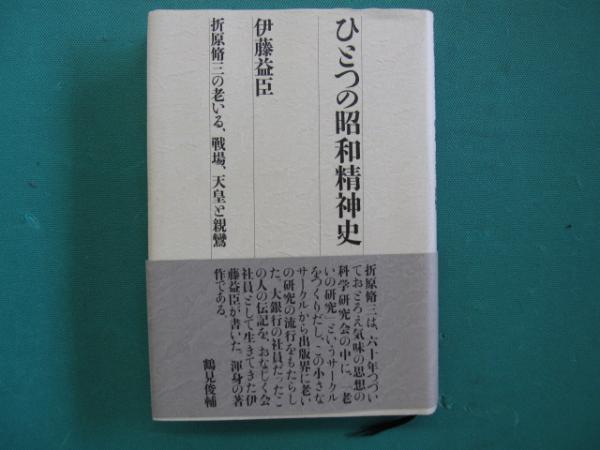 ひとつの昭和精神史
伊藤益臣
折原脩三の老いる、戦場、天皇と親鸞
折原脩三は、六十年つづい
ておとろえ気味の思想の
科学研究会の中に、「老
いの研究」というサークル
をつくりだし、この小さな
サークルから出版界に老い
の研究の流行をもたらし
た。大銀行の社員だったこ
の人の伝記を、おなじく会
社員として生きてきた伊
藤益臣が書いた、渾身の著
作である。
鶴見俊輔